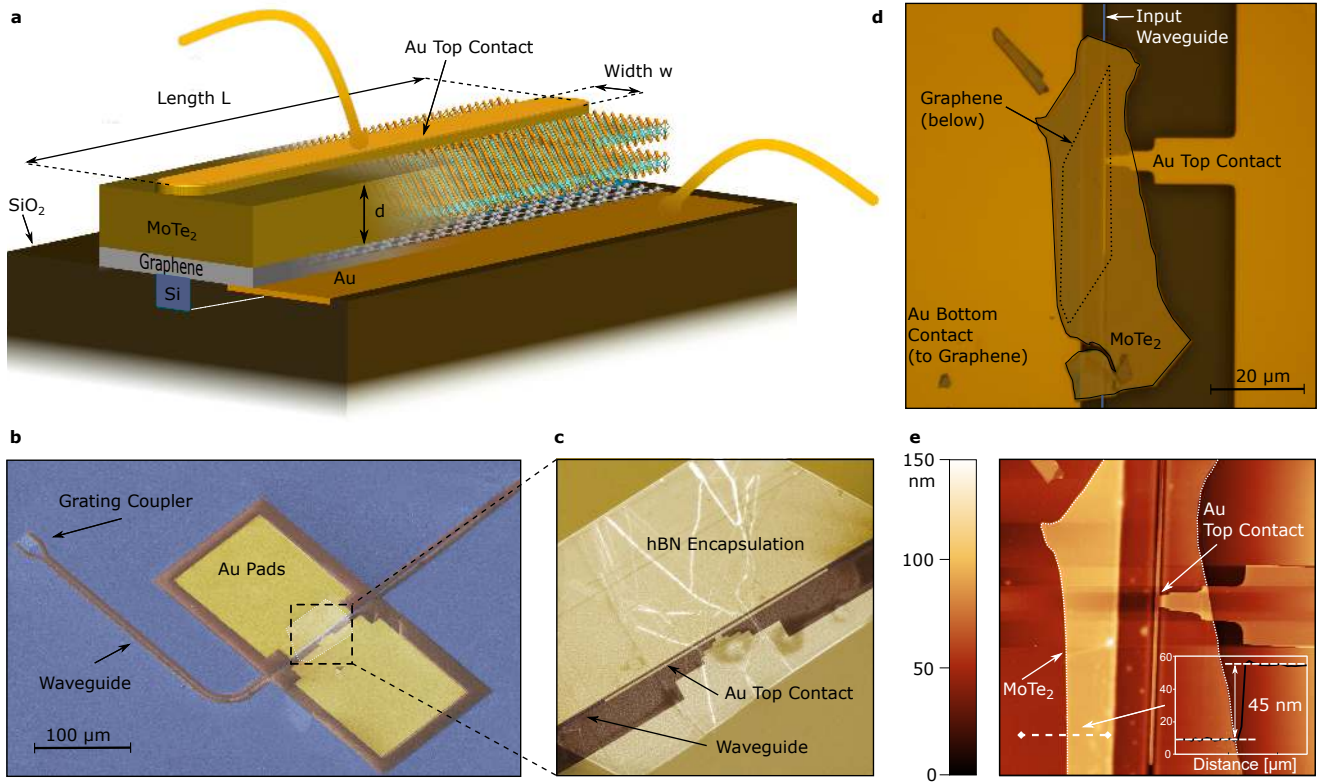 a
Au Top Contact
Width w
Length L
SiO2
d
MoTe2
Graphene
Au
Si
d
Input
Waveguide
Graphene
(below)
Au Top Contact
Au Bottom
Contact
(to Graphene)
MoTe2
20 µm
b
Grating Coupler
Au Pads
Waveguide
100 µm
c
hBN Encapsulation
Au Top Contact
Waveguide
e
150
nm
100
50
0
Au
Top Contact
MoTe2
60
40
20
0
45 nm
Distance [µm]